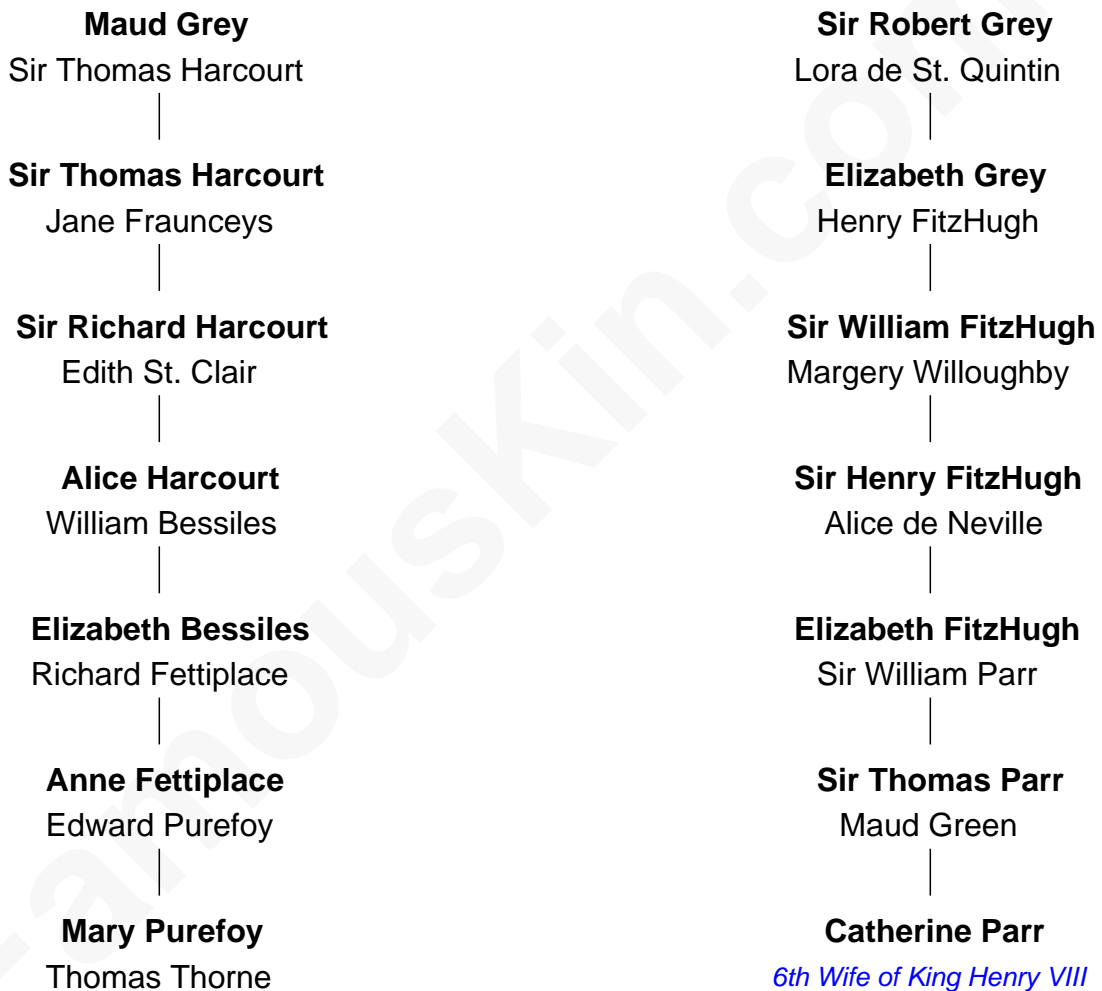 Maud Grey
Sir Thomas Harcourt
Sir Thomas Harcourt
Jane Fraunceys
Sir Richard Harcourt
Edith St. Clair
Alice Harcourt
William Bessiles
Elizabeth Bessiles
Richard Fettiplace
Anne Fettiplace
Edward Purefoy
Mary Purefoy
Thomas Thorne
Sir Robert Grey
Lora de St. Quintin
Elizabeth Grey
Henry FitzHugh
Sir William FitzHugh
Margery Willoughby
Sir Henry FitzHugh
Alice de Neville
Elizabeth FitzHugh
Sir William Parr
Sir Thomas Parr
Maud Green
Catherine Parr
6th Wife of King Henry VIII
FamousKin.com